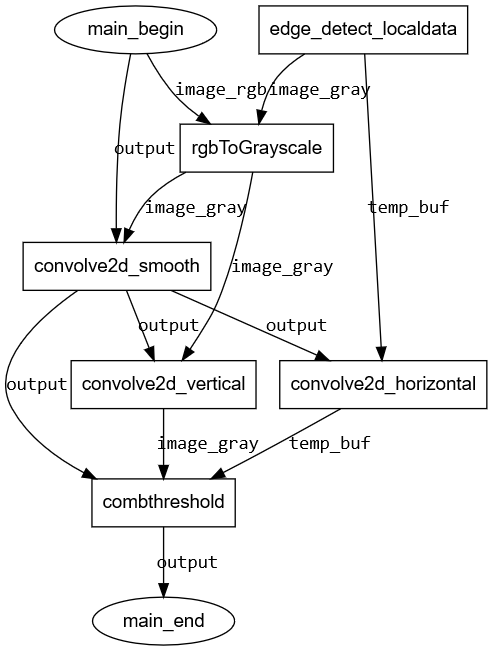 main_begin
edge_detect_localdata
image_rgb
image_gray
output
rgbToGrayscale
image_gray
temp_buf
convolve2d_smooth
image_gray
output
output
output
convolve2d_vertical
convolve2d_horizontal
image_gray
temp_buf
combthreshold
output
main_end